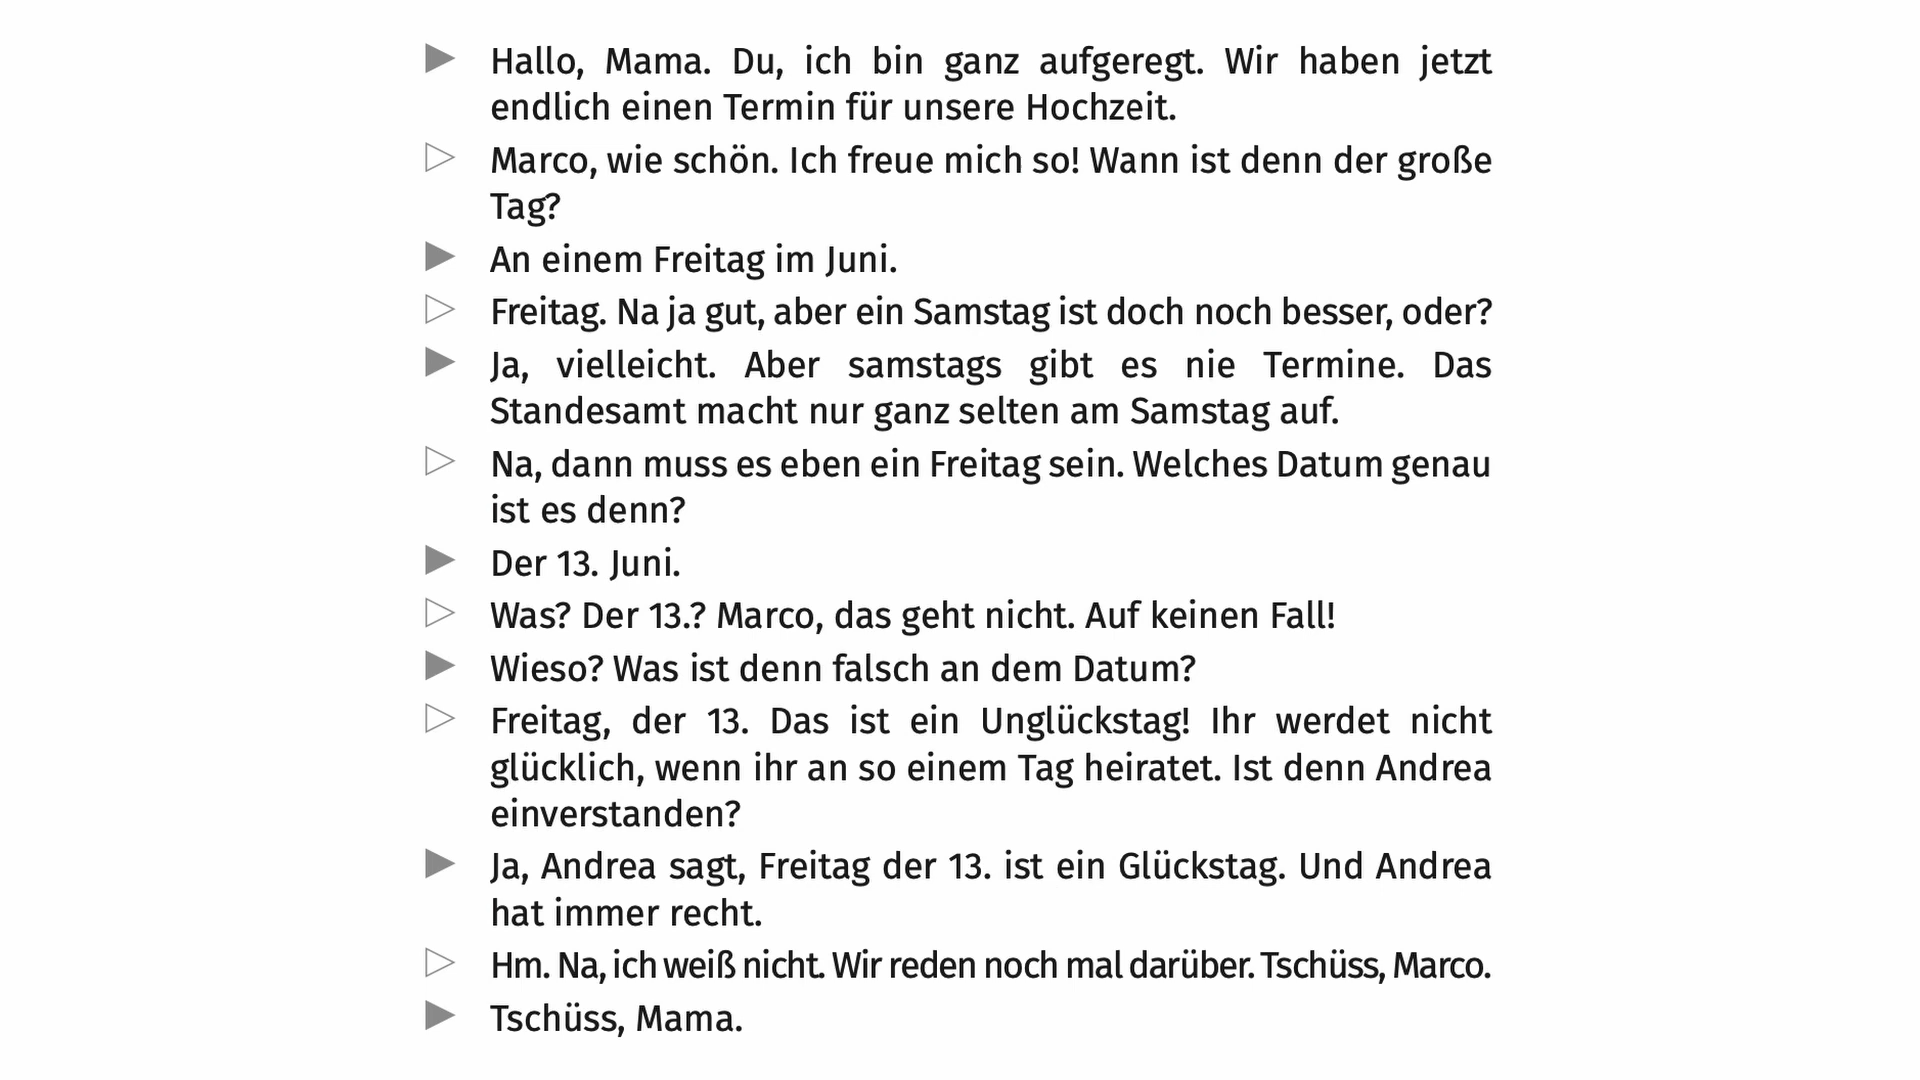 ▶ Hallo, Mama. Du, ich bin ganz aufgeregt. Wir haben jetzt
endlich einen Termin für unsere Hochzeit.
▷ Marco, wie schön. Ich freue mich so! Wann ist denn der große
Tag?
▶ An einem Freitag im Juni.
▷ Freitag. Na ja gut, aber ein Samstag ist doch noch besser, oder?
▶ Ja, vielleicht. Aber samstags gibt es nie Termine. Das
Standesamt macht nur ganz selten am Samstag auf.
▷ Na, dann muss es eben ein Freitag sein. Welches Datum genau
ist es denn?
▶ Der 13. Juni.
▷ Was? Der 13.? Marco, das geht nicht. Auf keinen Fall!
▶ Wieso? Was ist denn falsch an dem Datum?
▷ Freitag, der 13. Das ist ein Unglückstag! Ihr werdet nicht
glücklich, wenn ihr an so einem Tag heiratet. Ist denn Andrea
einverstanden?
▶ Ja, Andrea sagt, Freitag der 13. ist ein Glückstag. Und Andrea
hat immer recht.
▷ Hm. Na, ich weiß nicht. Wir reden noch mal darüber. Tschüss, Marco.
▶ Tschüss, Mama.